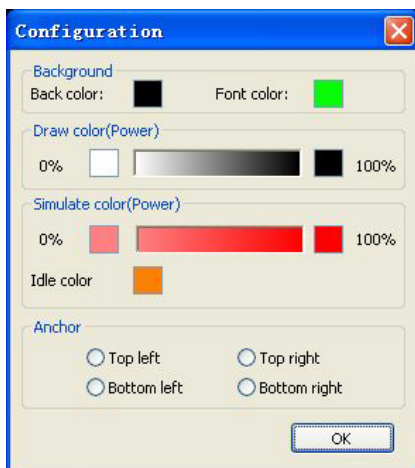 Configuration
Background
Back color: Font color:
Draw color(Power)
0% 100%
Simulate color(Power)
0% 100%
Idle color
Anchor
Top left Top right
Bottom left Bottom right
OK